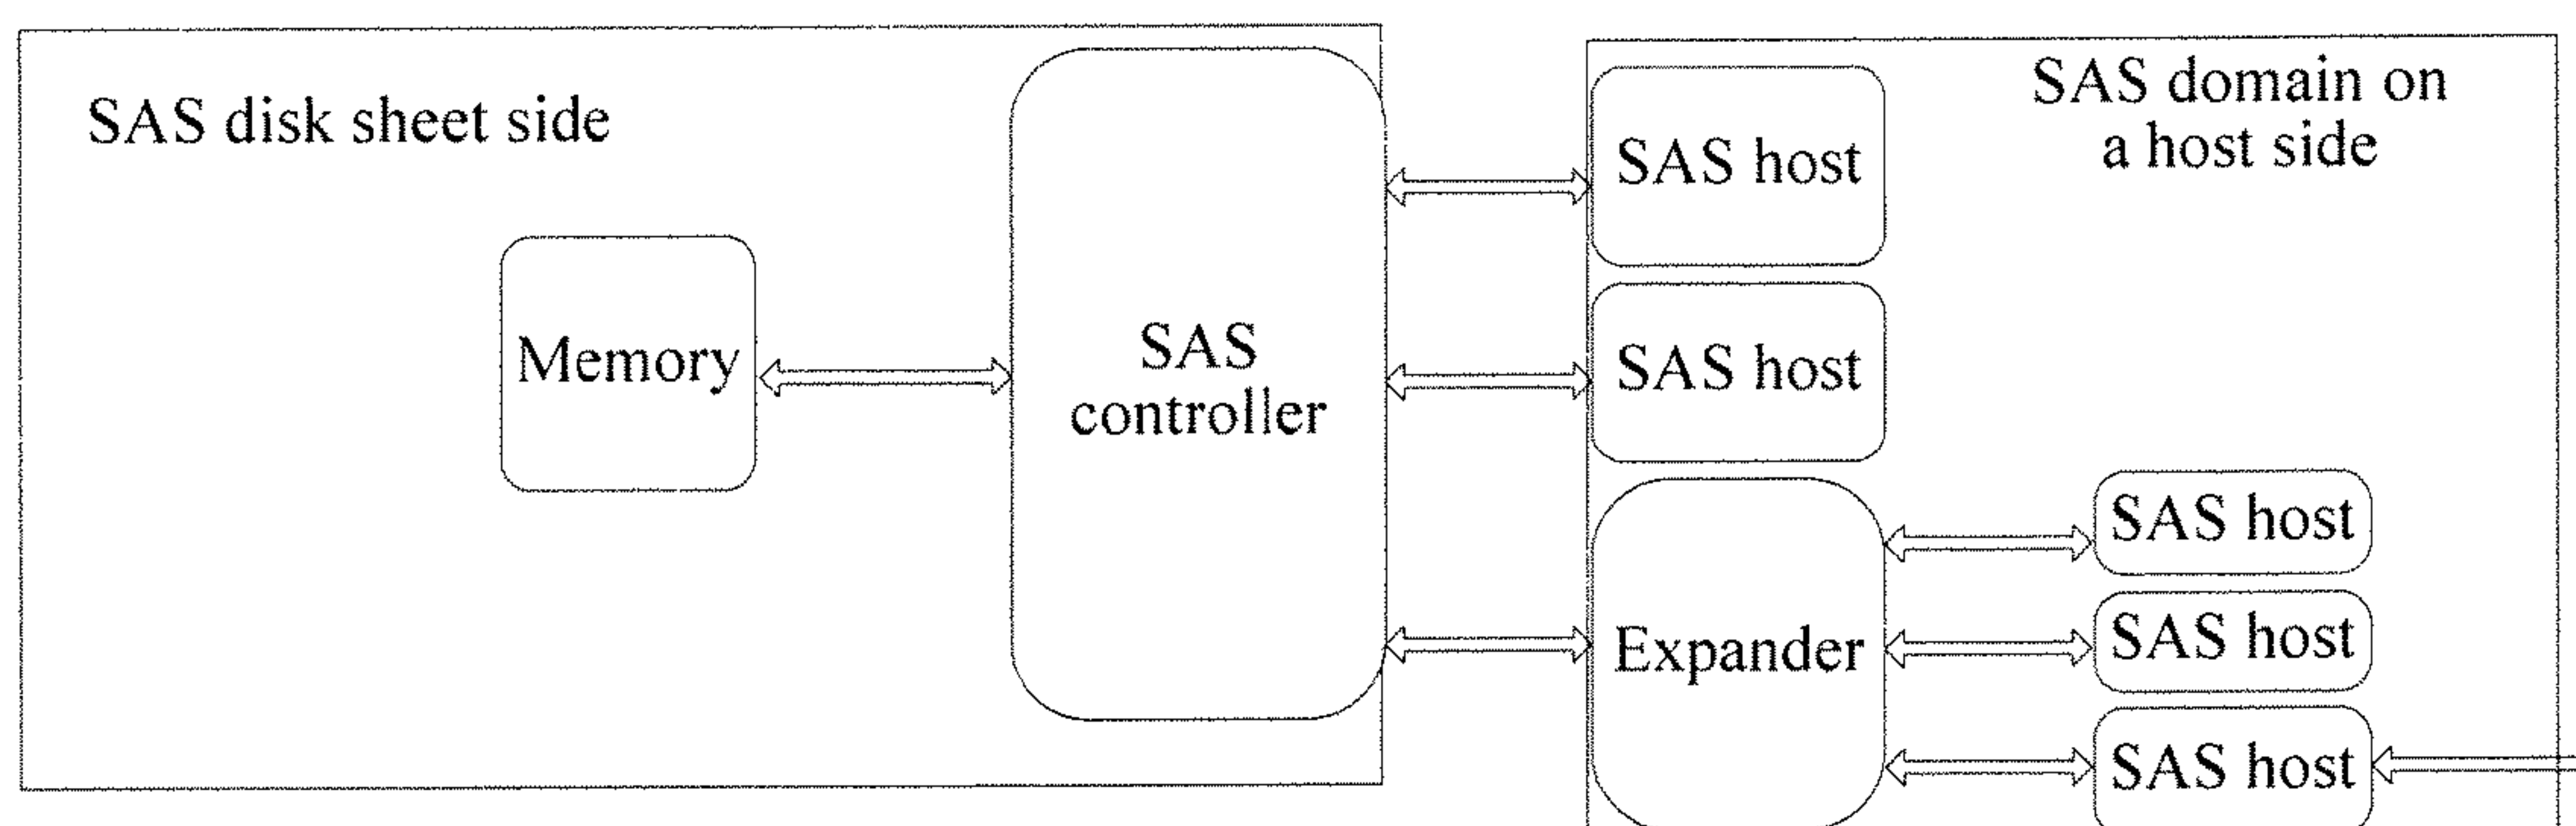 SAS disk sheet side
Memory
SAS
controller
SAS domain on
a host side
SAS host
SAS host
Expander
SAS host
SAS host
SAS host